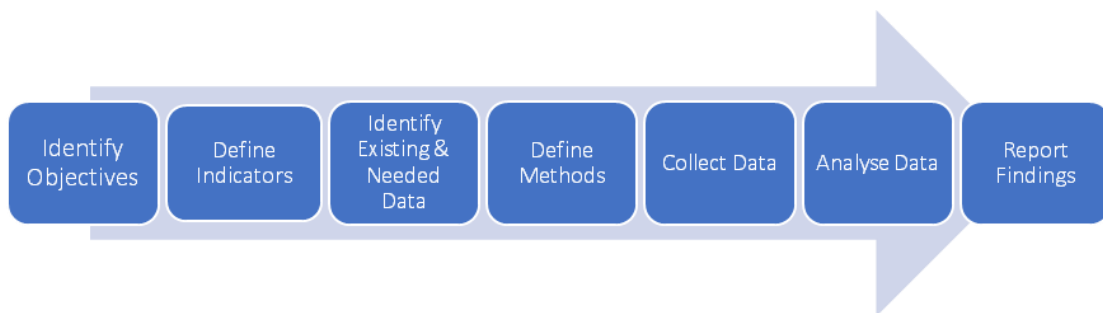 Identify
Objectives
Define
Indicators
Identify
Existing &
Needed
Data
Define
Methods
Collect Data
Analyse Data
Report
Findings